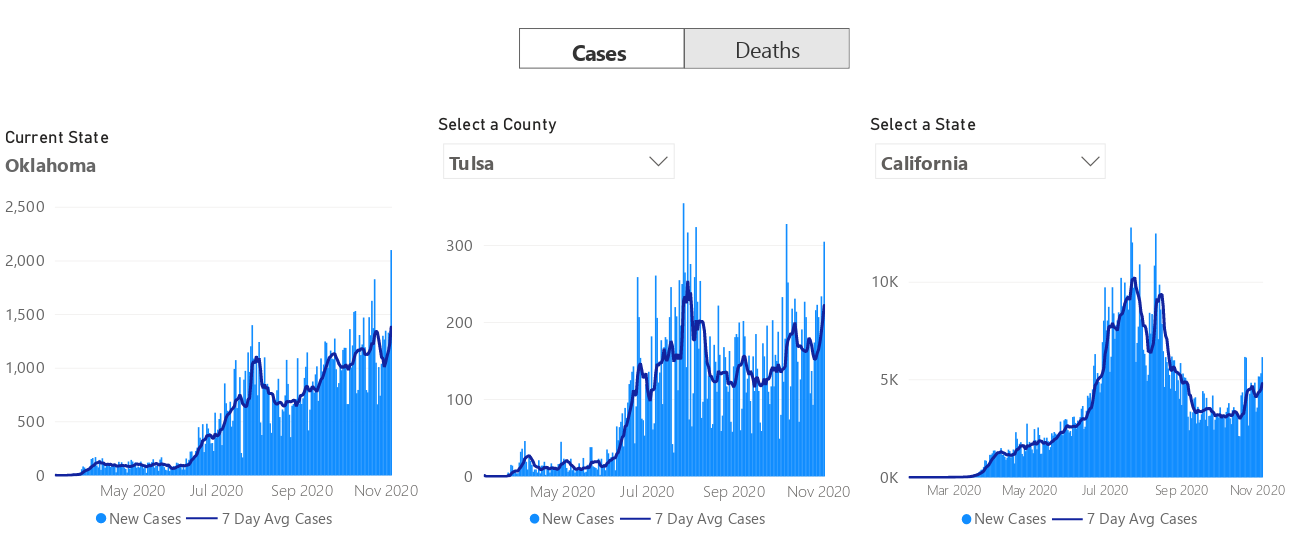 Cases
Deaths
Current State
Oklahoma
2,500
2,000
1,500
1,000
500
0
May 2020
Jul 2020
Sep 2020
Nov 2020
New Cases
7 Day Avg Cases
Select a County
Tulsa
300
200
100
0
May 2020
Jul 2020
Sep 2020
Nov 2020
New Cases
7 Day Avg Cases
Select a State
California
10K
5K
0K
Mar 2020
May 2020
Jul 2020
Sep 2020
Nov 2020
New Cases
7 Day Avg Cases